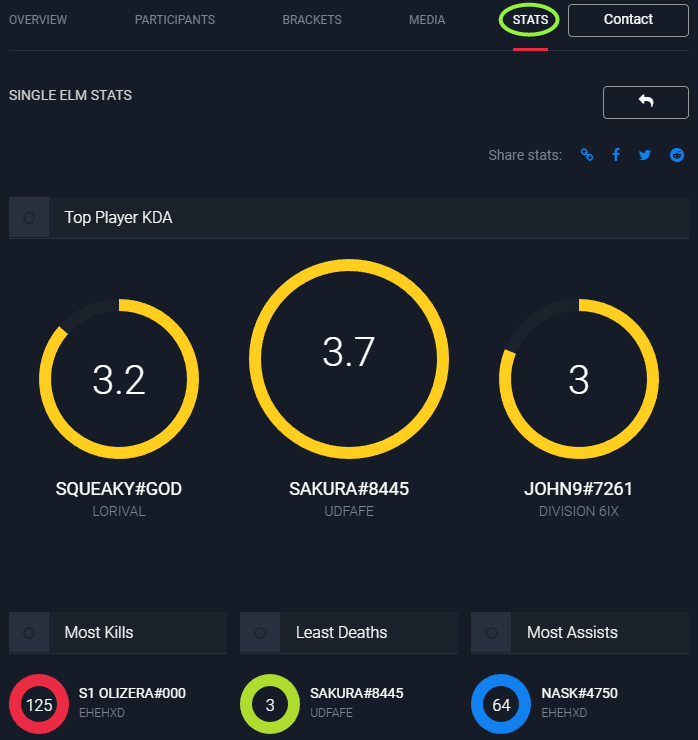 OVERVIEW PARTICIPANTS BRACKETS MEDIA STATS Contact
SINGLE ELM STATS
Share stats:
Top Player KDA
3.2 3.7 3
SQUEAKY#GOD SAKURA#8445 JOHN9#7261
LORIVAL UDFAFE DIVISION 6IX
Most Kills Least Deaths Most Assists
125 S1 OLIZERA#000 3 SAKURA#8445 64 NASK#4750
EHEHXD UDFAFE EHEHXD